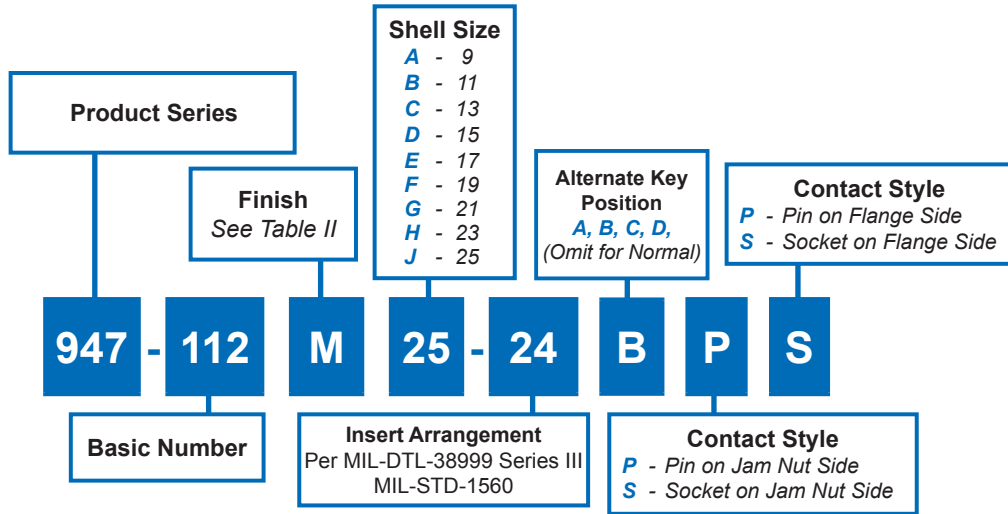 Product Series
Finish
See Table II
Shell Size
A - 9
B - 11
C - 13
D - 15
E - 17
F - 19
G - 21
H - 23
J - 25
Alternate Key
Position
A, B, C, D,
(Omit for Normal)
Contact Style
P - Pin on Flange Side
S - Socket on Flange Side
947 - 112 M 25 - 24 B P S
Basic Number
Insert Arrangement
Per MIL-DTL-38999 Series III
MIL-STD-1560
Contact Style
P - Pin on Jam Nut Side
S - Socket on Jam Nut Side